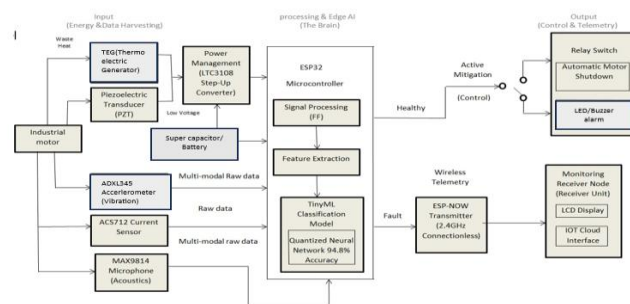 Input
(Energy &Data Harvesting)
processing & Edge AI
(The Brain)
Output
(Control & Telemetry)
Waste
Heat
TEG(Thermo
electric
Generator)
Piezoelectric
Transducer
(PZT)
Power
Management
(LTC3108
Step-Up
Converter)
Low Voltage
Super capacitor/
Battery
Industrial
motor
ADXL345
Accerlerometer
(Vibration)
ACS712 Current
Sensor
MAX9814
Microphone
(Acoustics)
Multi-modal Raw data
Raw data
Multi-modal raw data
ESP32
Microcontroller
Signal Processing
(FF)
Feature Extraction
TinyML
Classification
Model
Quantized Neural
Network 94.8%
Accuracy
Healthy
Active
Mitigation
(Control)
Fault
Wireless
Telemetry
ESP-NOW
Transmitter
(2.4GHz
Connectionless)
Relay Switch
Automatic Motor
Shutdown
LED/Buzzer
alarm
Monitoring
Receiver Node
(Receiver Unit)
LCD Display
IOT Cloud
Interface